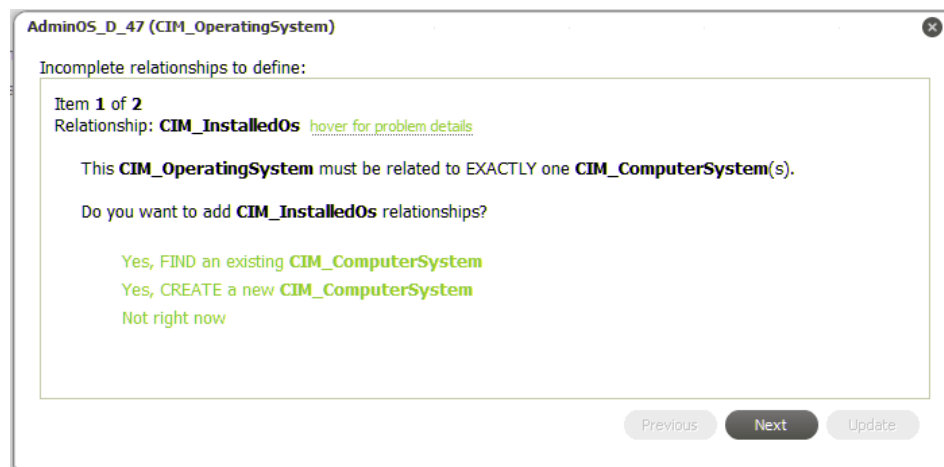 AdminOS_D_47 (CIM_OperatingSystem)
Incomplete relationships to define:
Item 1 of 2
Relationship: CIM_InstalledOs hover for problem details
This CIM_OperatingSystem must be related to EXACTLY one CIM_ComputerSystem(s).
Do you want to add CIM_InstalledOs relationships?
Yes, FIND an existing CIM_ComputerSystem
Yes, CREATE a new CIM_ComputerSystem
Not right now
Previous Next Update